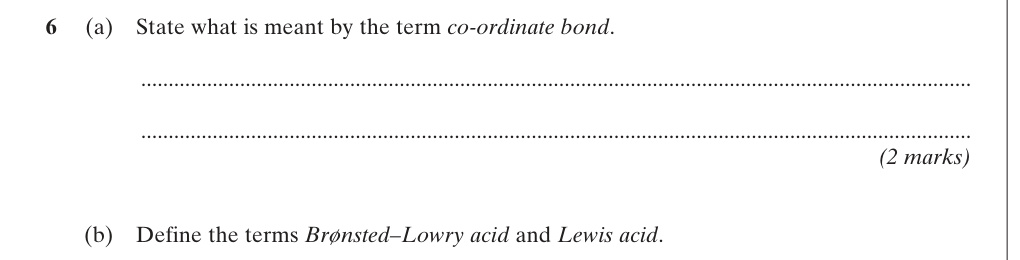 6 (a) State what is meant by the term co-ordinate bond.
................................................................................
................................................................................
(2 marks)
(b) Define the terms Brønsted–Lowry acid and Lewis acid.